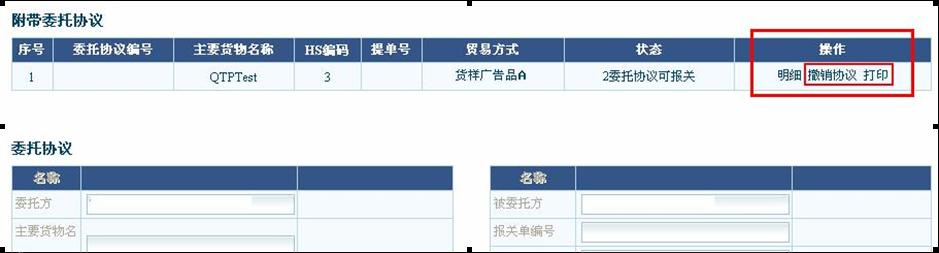 附带委托协议
序号 委托协议编号 主要货物名称 HS编码 提单号 贸易方式 状态 操作
1 QTPTest 3 货样广告品A 2委托协议可报关 明细 撤销协议 打印
委托协议
名称 名称
委托方 被委托方
主要货物名 报关单编号